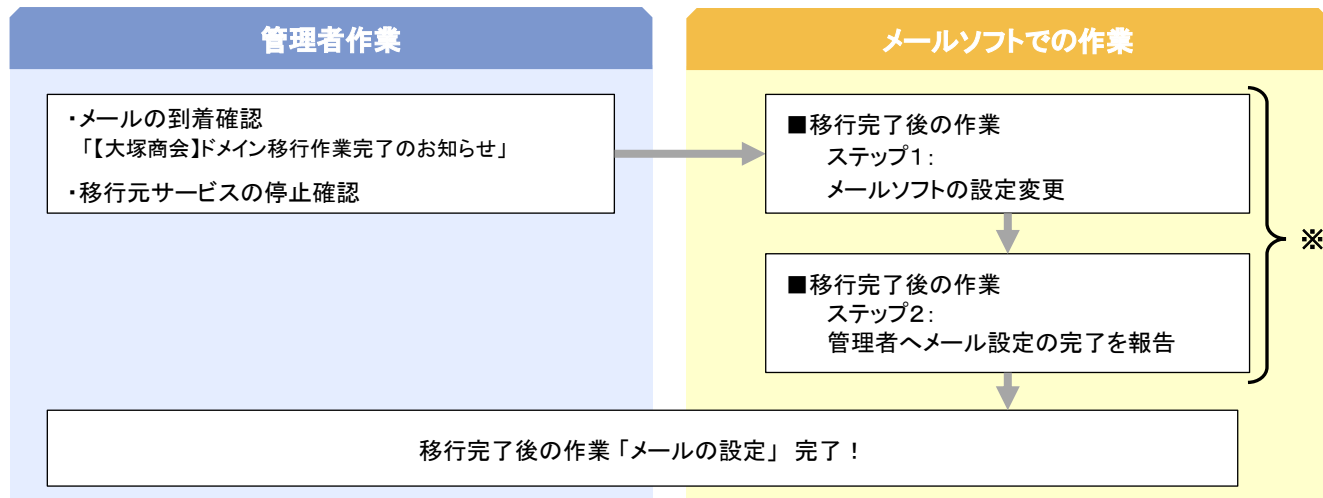 管理者作業
メールソフトでの作業
・メールの到着確認
「【大塚商会】ドメイン移行作業完了のお知らせ」
・移行元サービスの停止確認
■移行完了後の作業
ステップ1:
メールソフトの設定変更
※
■移行完了後の作業
ステップ2:
管理者へメール設定の完了を報告
移行完了後の作業「メールの設定」 完了!